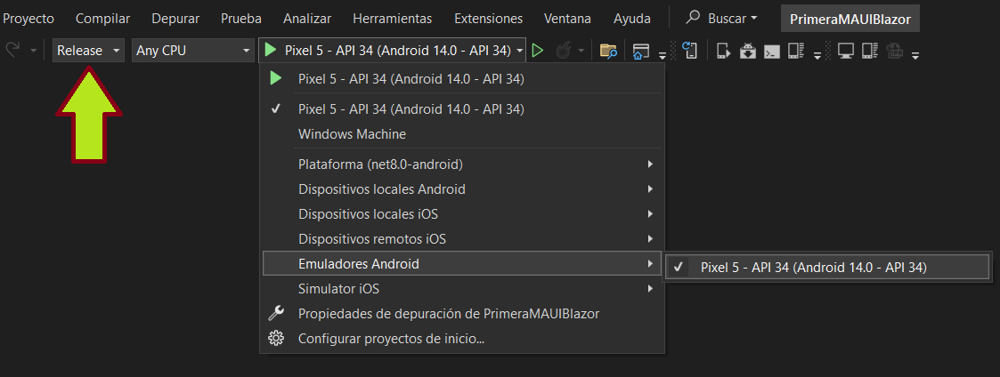 Proyecto Compilar Depurar Prueba Analizar Herramientas Extensiones Ventana Ayuda Buscar PrimeraMAUIBlazor
Release Any CPU Pixel 5 - API 34 (Android 14.0 - API 34)
Pixel 5 - API 34 (Android 14.0 - API 34)
Pixel 5 - API 34 (Android 14.0 - API 34)
Windows Machine
Plataforma (net8.0-android)
Dispositivos locales Android
Dispositivos locales iOS
Dispositivos remotos iOS
Emuladores Android
Pixel 5 - API 34 (Android 14.0 - API 34)
Simulator iOS
Propiedades de depuración de PrimeraMAUIBlazor
Configurar proyectos de inicio...